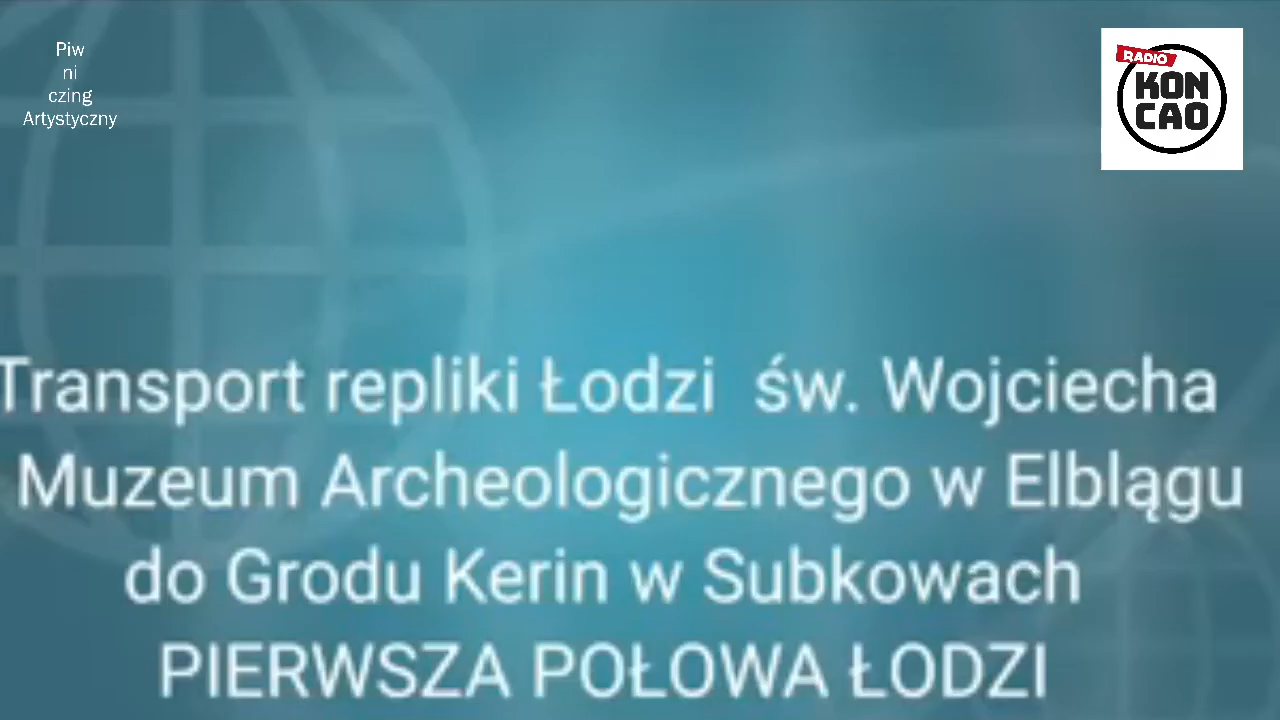 Piw
ni
czing
Artystyczny
RADIO
KON
CAO
Transport repliki Łodzi św. Wojciecha
Muzeum Archeologicznego w Elblągu
do Grodu Kerin w Subkowach
PIERWSZA POŁOWA ŁODZI